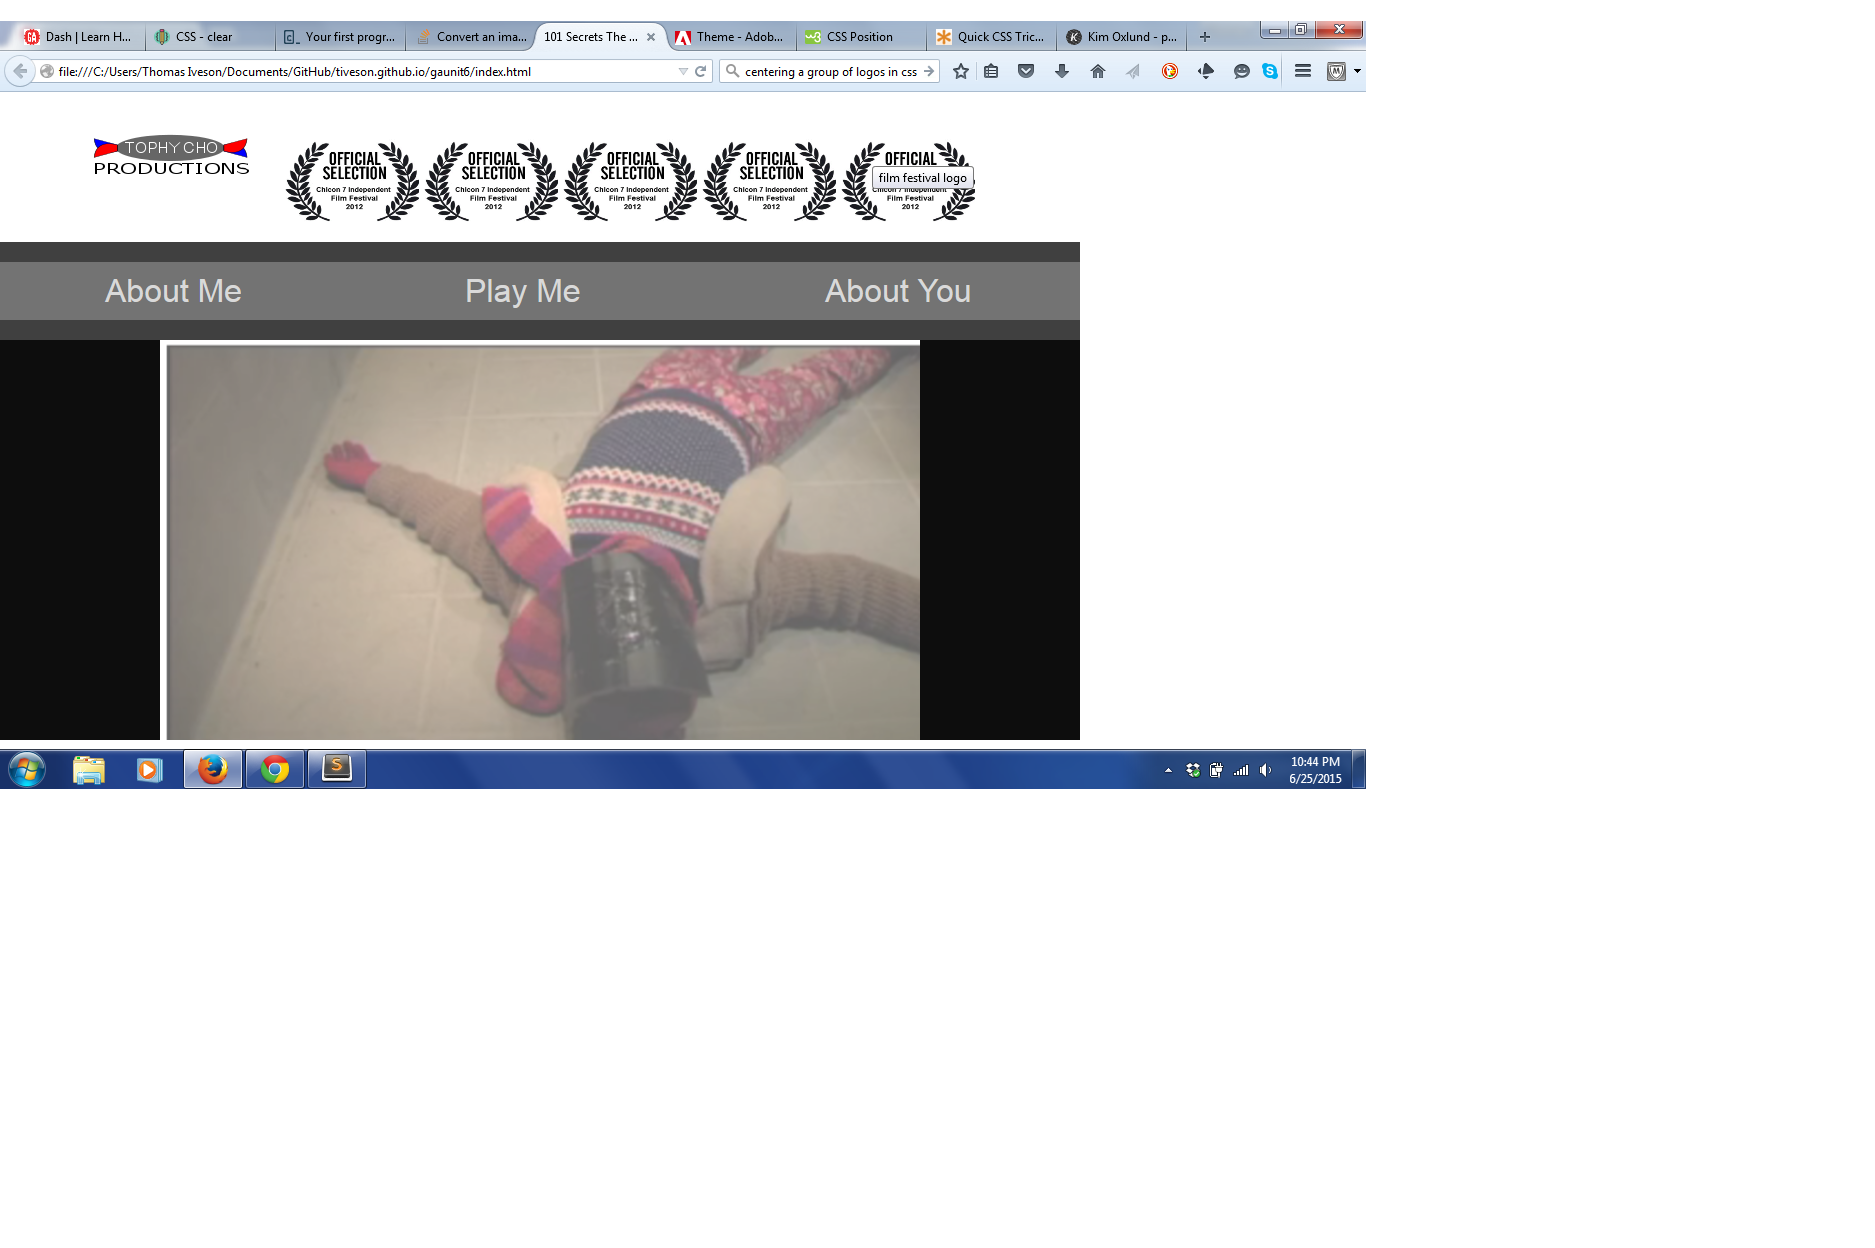 Dash | Learn H...
CSS - clear
Your first progr...
Convert an ima...
101 Secrets The ...
Theme - Adob...
CSS Position
Quick CSS Tric...
Kim Oxlund - p...
file:///C:/Users/Thomas Iveson/Documents/GitHub/tiveson.github.io/gaunit6/index.html
centering a group of logos in css
TOPHY CHO
PRODUCTIONS
OFFICIAL
SELECTION
Chicon 7 Independent
Film Festival
2012
OFFICIAL
SELECTION
Chicon 7 Independent
Film Festival
2012
OFFICIAL
SELECTION
Chicon 7 Independent
Film Festival
2012
OFFICIAL
SELECTION
Chicon 7 Independent
Film Festival
2012
OFFICIAL
film festival logo
Chicon 7 Independent
Film Festival
2012
About Me
Play Me
About You
10:44 PM
6/25/2015